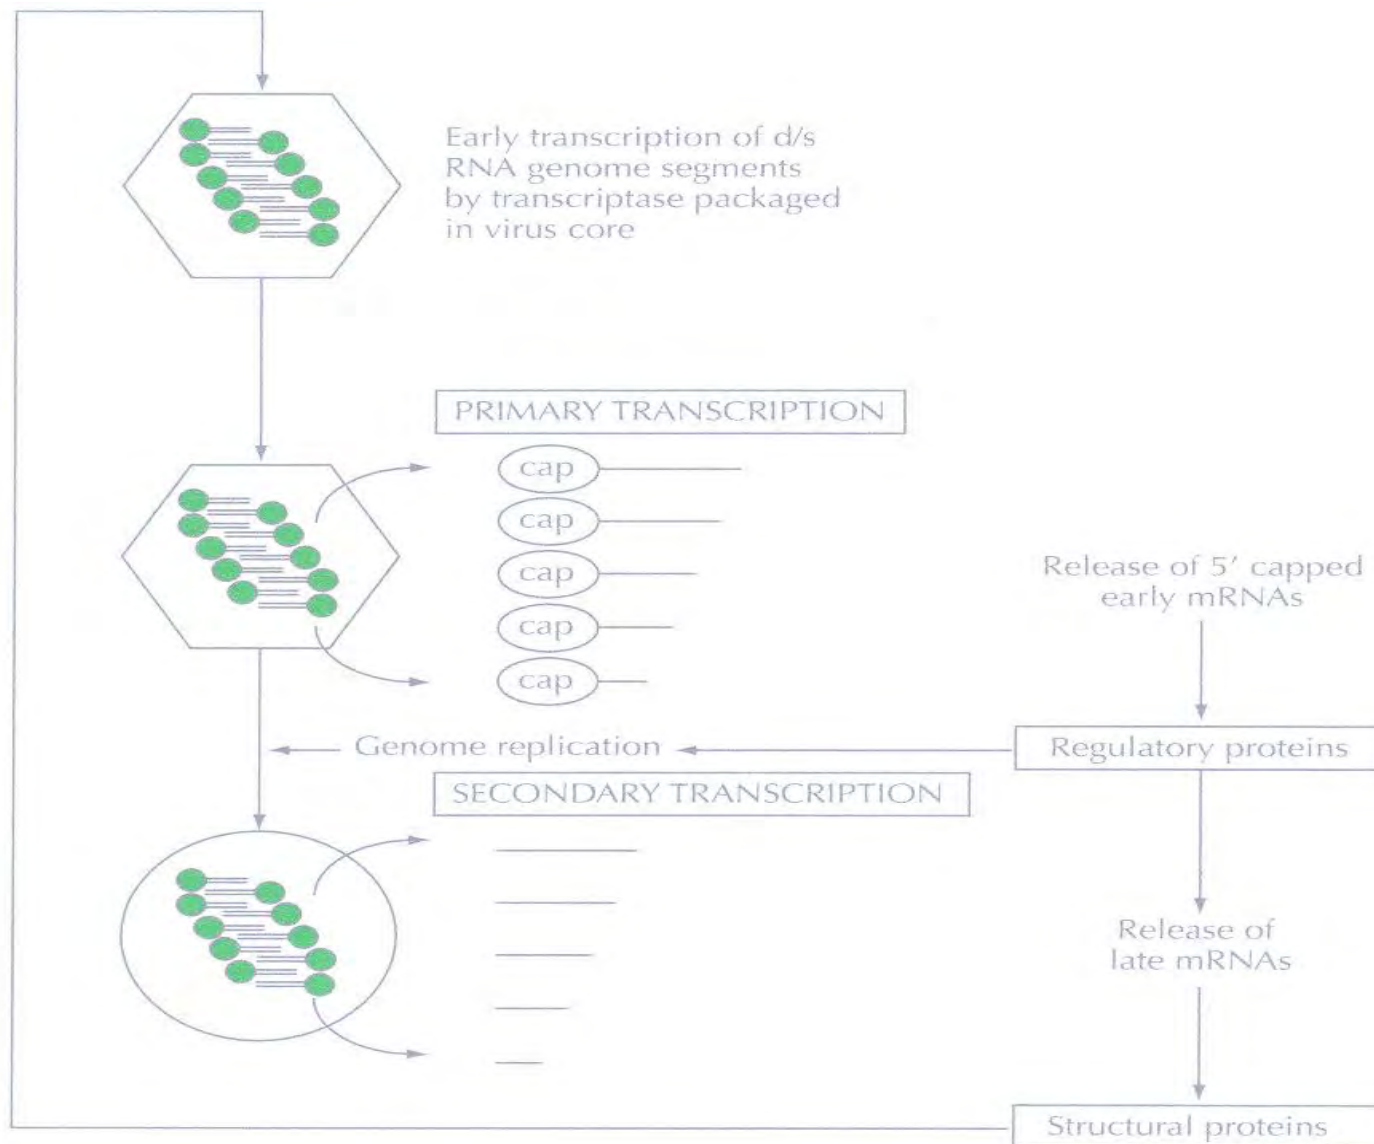 Early transcription of d/s
RNA genome segments
by transcriptase packaged
in virus core
PRIMARY TRANSCRIPTION
cap
cap
cap
cap
cap
Release of 5′ capped
early mRNAs
Genome replication
Regulatory proteins
SECONDARY TRANSCRIPTION
Release of
late mRNAs
Structural proteins